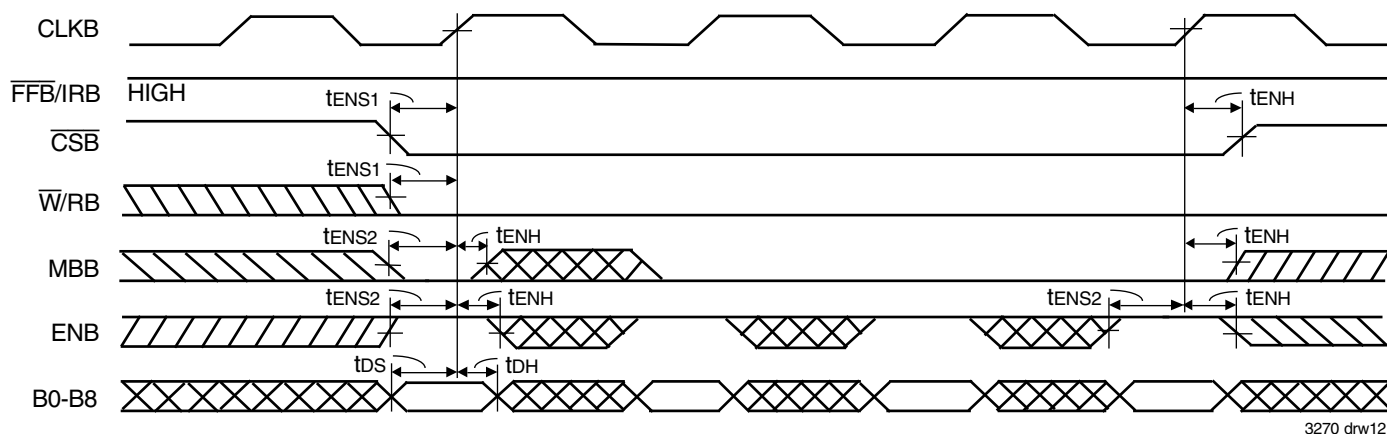 CLKB
FFB/IRB HIGH
tENS1 tENH
CSB
tENS1
W/RB
tENS2 tENH tENH
MBB
tENS2 tENH tENS2 tENH
ENB
tDS tDH
B0-B8
3270 drw12